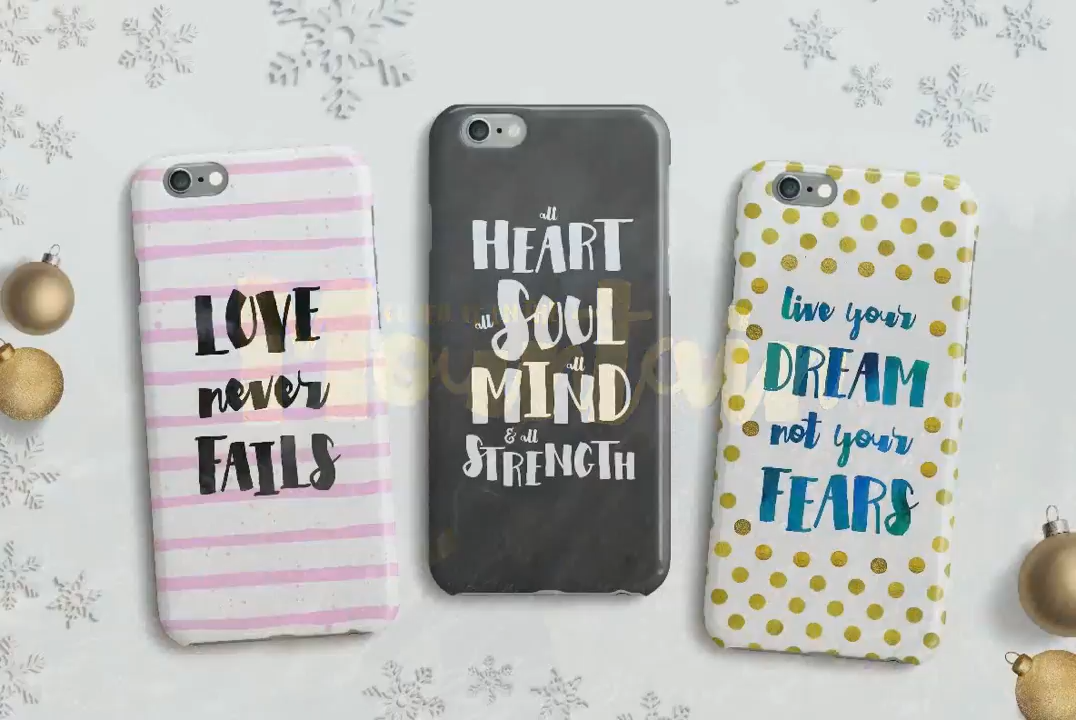 LOVE
never
FAILS
all
HEART
all SOUL
all
MIND
& all
STRENGTH
live your
DREAM
not your
FEARS